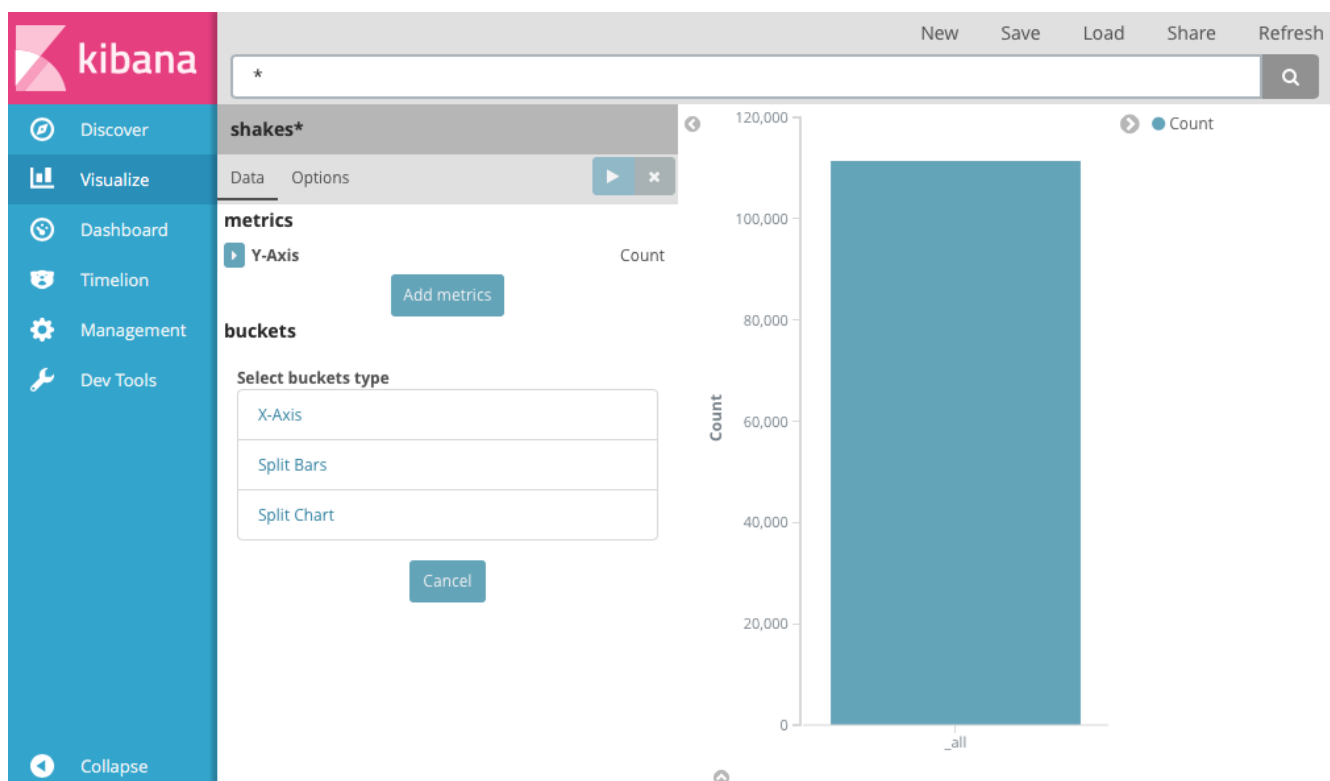 kibana
New Save Load Share Refresh
*
Discover
Visualize
Dashboard
Timelion
Management
Dev Tools
Collapse
shakes*
Data Options
metrics
Y-Axis Count
Add metrics
buckets
Select buckets type
X-Axis
Split Bars
Split Chart
Cancel
Count
120,000
100,000
80,000
60,000
40,000
20,000
0
_all
Count